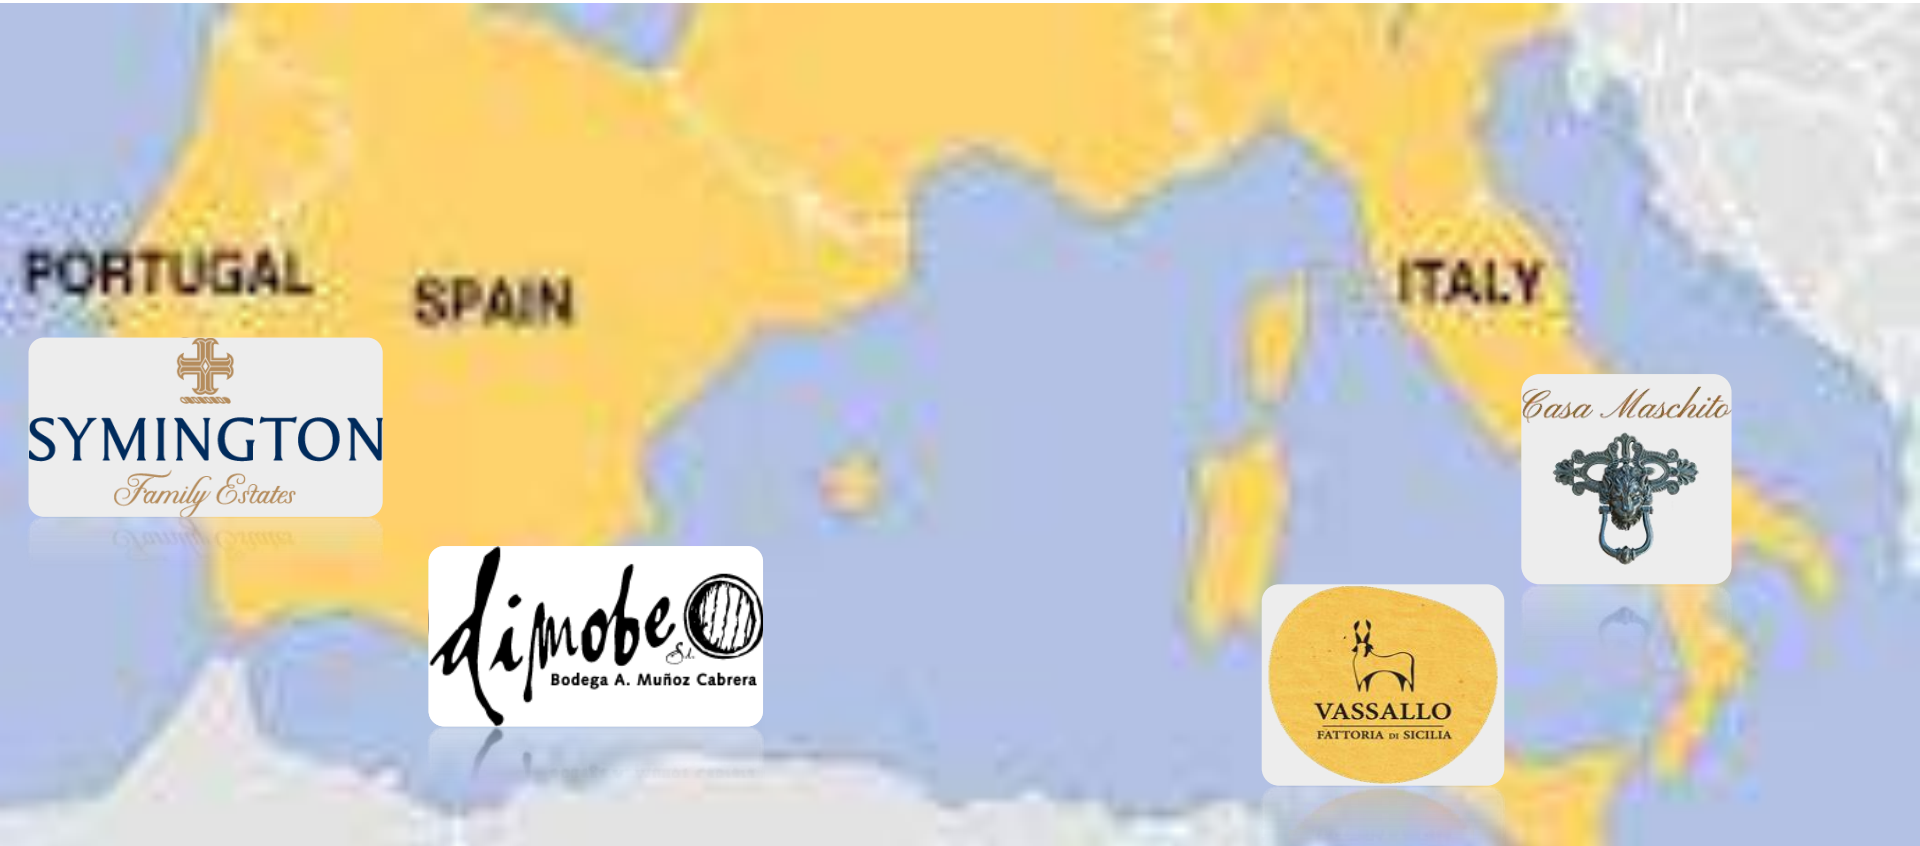 PORTUGAL
SPAIN
ITALY
SYMINGTON
Family Estates
dimobe S.L.
Bodega A. Muñoz Cabrera
Casa Maschito
VASSALLO
FATTORIA DI SICILIA